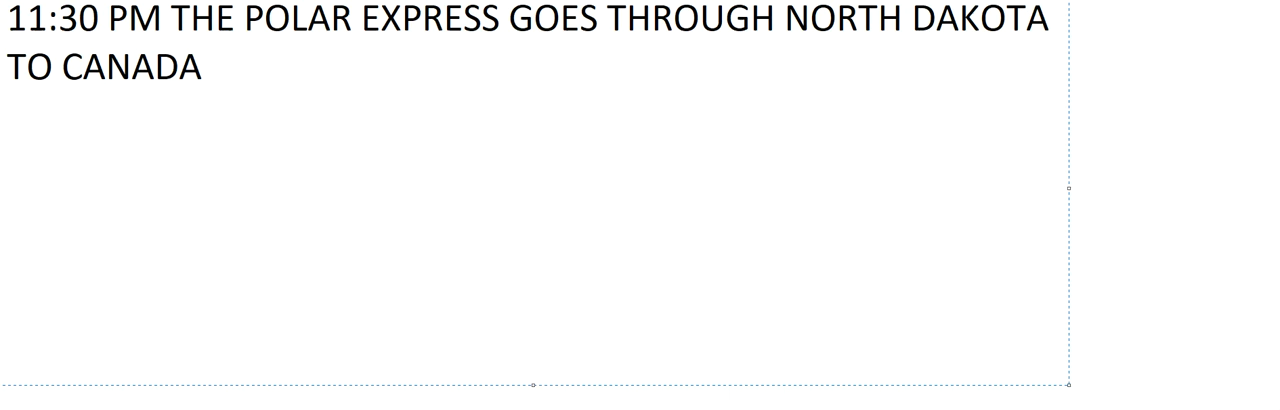 11:30 PM THE POLAR EXPRESS GOES THROUGH NORTH DAKOTA
TO CANADA